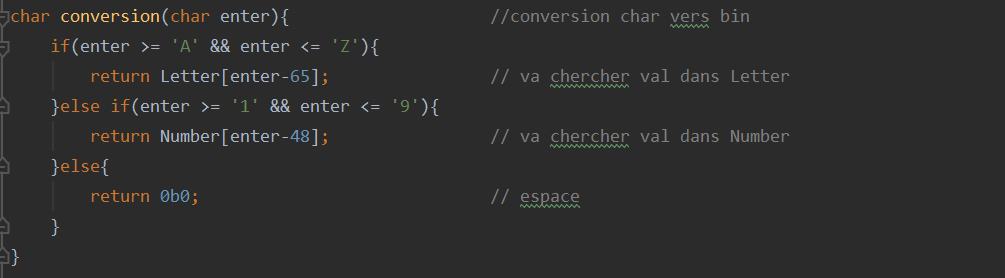 char conversion(char enter){ //conversion char vers bin
if(enter >= 'A' && enter <= 'Z'){
return Letter[enter-65]; // va chercher val dans Letter
}else if(enter >= '1' && enter <= '9'){
return Number[enter-48]; // va chercher val dans Number
}else{
return 0b0; // espace
}
}